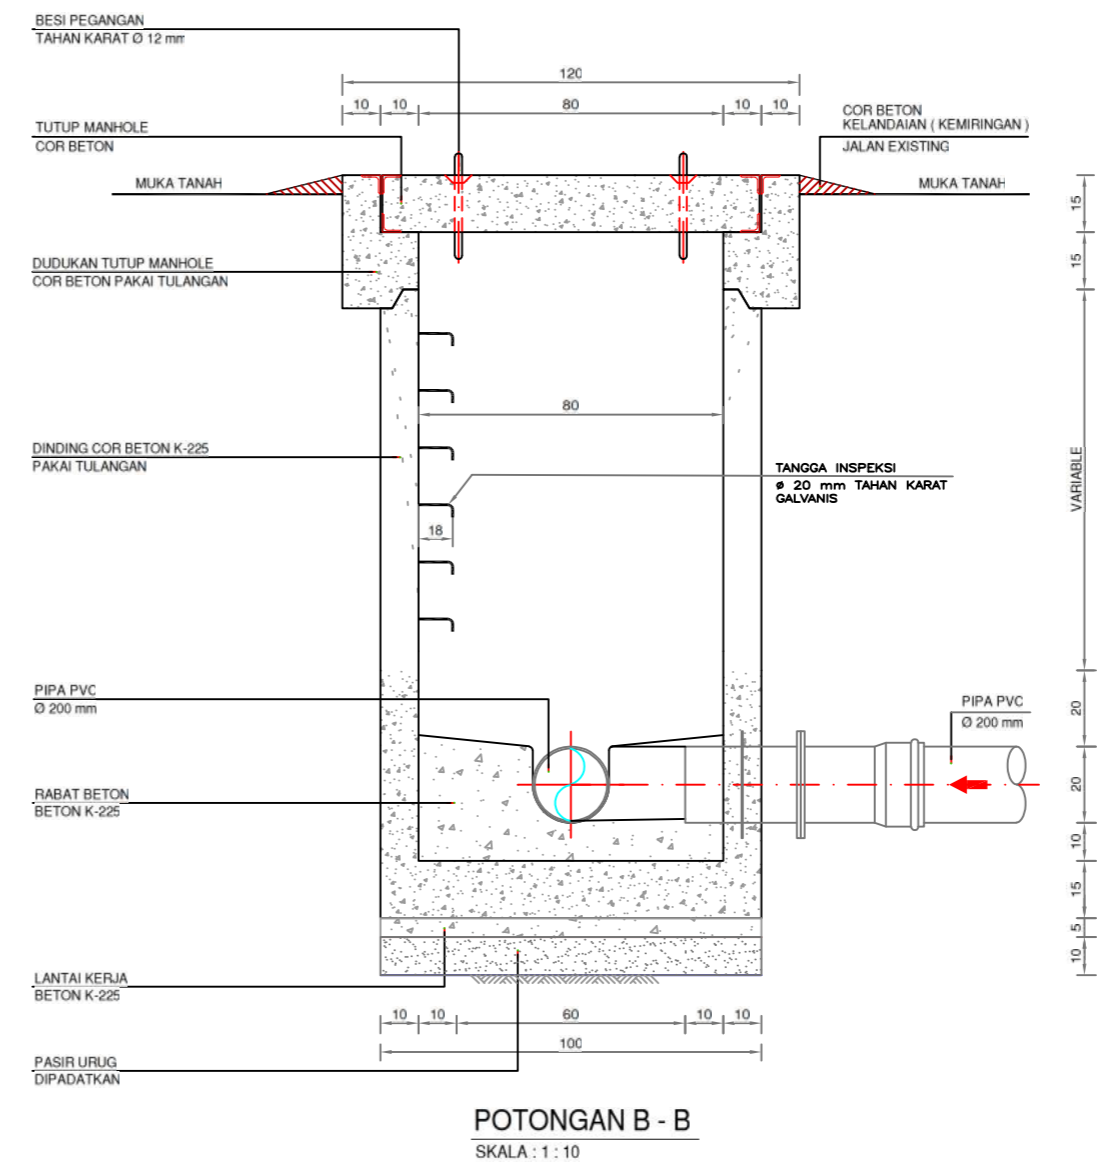 BESI PEGANGAN
TAHAN KARAT Ø 12 mm
120
10
10
80
10
10
COR BETON
KELANDAIAN ( KEMIRINGAN )
JALAN EXISTING
TUTUP MANHOLE
COR BETON
MUKA TANAH
MUKA TANAH
15
15
DUDUKAN TUTUP MANHOLE
COR BETON PAKAI TULANGAN
80
DINDING COR BETON K-225
PAKAI TULANGAN
TANGGA INSPEKSI
ø 20 mm TAHAN KARAT
GALVANIS
VARIABLE
18
PIPA PVC
Ø 200 mm
PIPA PVC
Ø 200 mm
20
20
RABAT BETON
BETON K-225
10
15
5
10
LANTAI KERJA
BETON K-225
10
10
60
10
10
100
PASIR URUG
DIPADATKAN
POTONGAN B - B
SKALA : 1 : 10